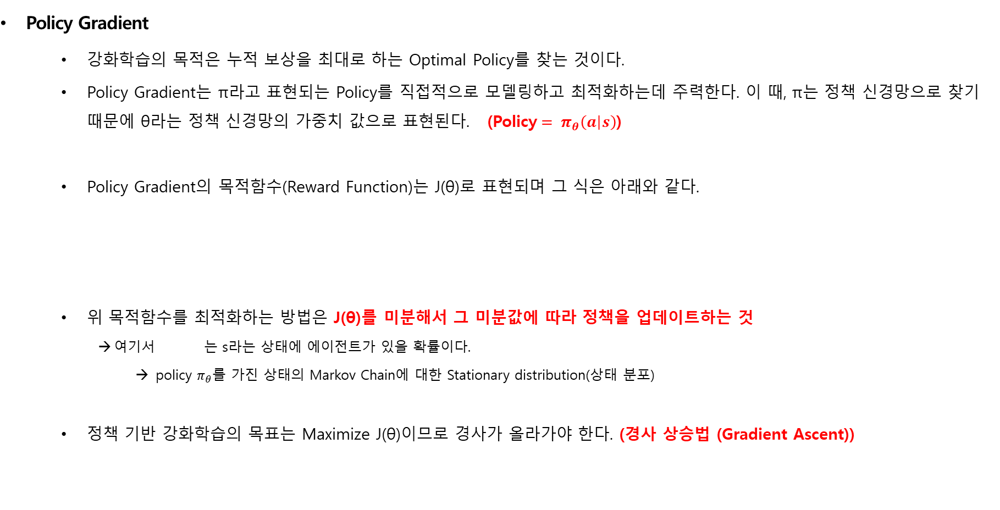 • Policy Gradient
• 강화학습의 목적은 누적 보상을 최대로 하는 Optimal Policy를 찾는 것이다.
• Policy Gradient는 π라고 표현되는 Policy를 직접적으로 모델링하고 최적화하는데 주력한다. 이 때, π는 정책 신경망으로 찾기
때문에 θ라는 정책 신경망의 가중치 값으로 표현된다. (Policy = π_θ(a|s))
• Policy Gradient의 목적함수(Reward Function)는 J(θ)로 표현되며 그 식은 아래와 같다.
• 위 목적함수를 최적화하는 방법은 J(θ)를 미분해서 그 미분값에 따라 정책을 업데이트하는 것
→ 여기서 는 s라는 상태에 에이전트가 있을 확률이다.
→ policy π_θ를 가진 상태의 Markov Chain에 대한 Stationary distribution(상태 분포)
• 정책 기반 강화학습의 목표는 Maximize J(θ)이므로 경사가 올라가야 한다. (경사 상승법 (Gradient Ascent))